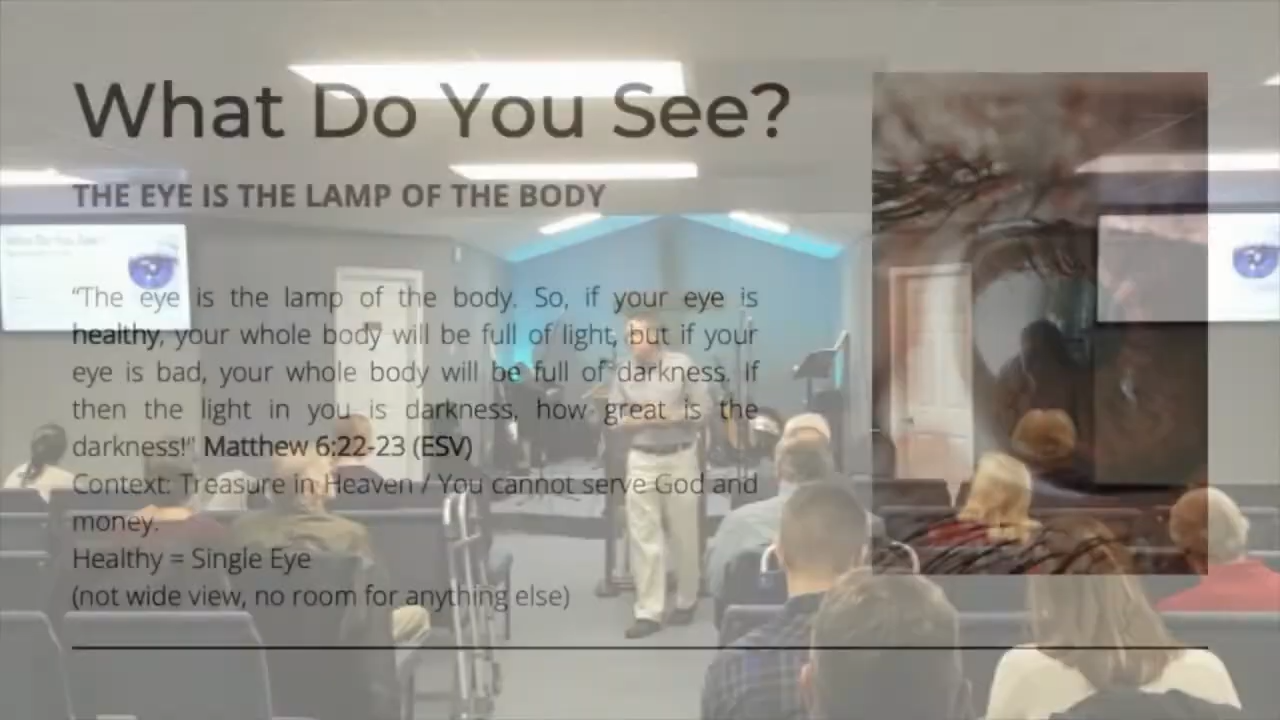 What Do You See?
THE EYE IS THE LAMP OF THE BODY
“The eye is the lamp of the body. So, if your eye is
healthy, your whole body will be full of light, but if your
eye is bad, your whole body will be full of darkness. If
then the light in you is darkness, how great is the
darkness!" Matthew 6:22-23 (ESV)
Context: Treasure in Heaven / You cannot serve God and
money.
Healthy = Single Eye
(not wide view, no room for anything else)
What Do You See?